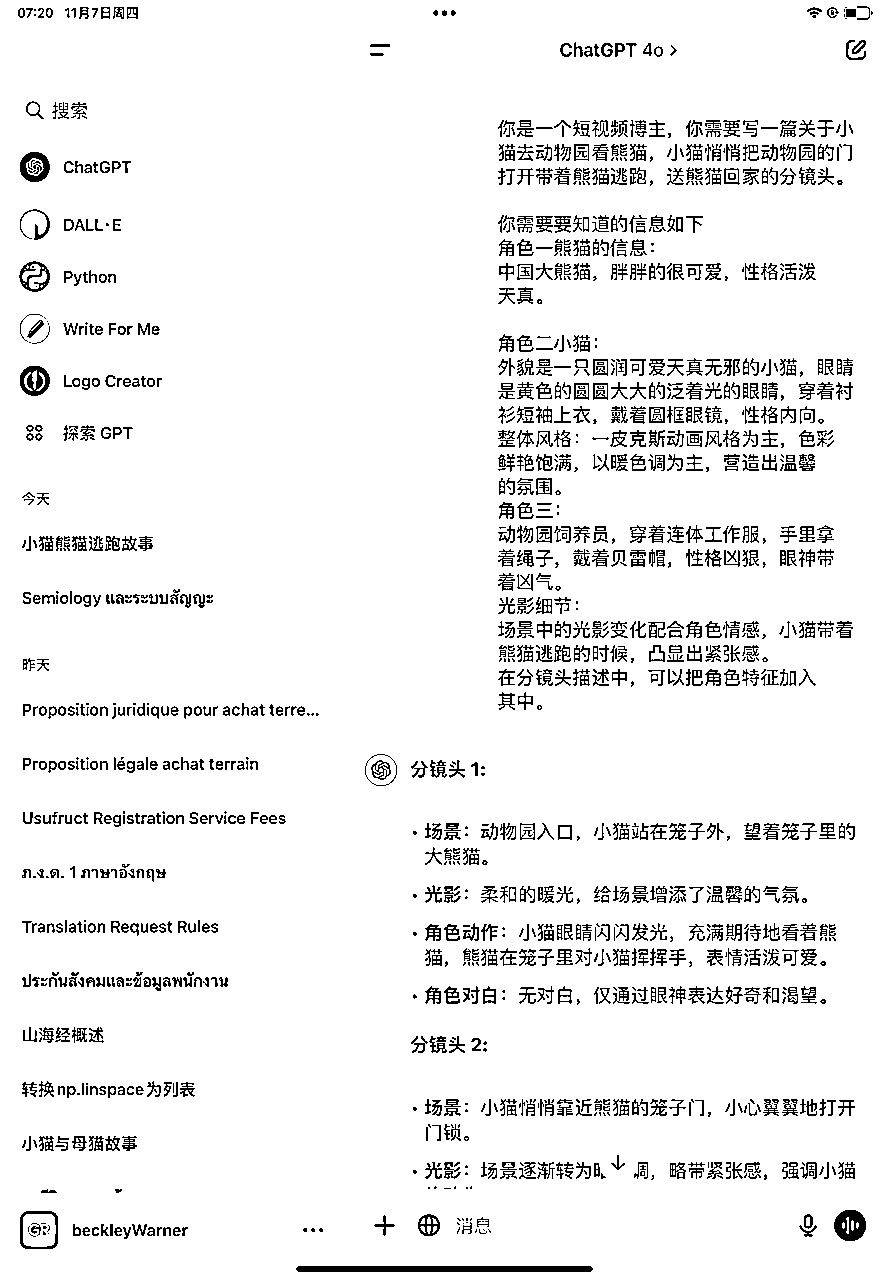 07:20 11月7日周四
ChatGPT 4o >
搜索
ChatGPT
DALL·E
Python
Write For Me
Logo Creator
探索 GPT
今天
小猫熊猫逃跑故事
Semiology และระบบสัญญะ
昨天
Proposition juridique pour achat terre...
Proposition légale achat terrain
Usufruct Registration Service Fees
ภ.ง.ด. 1 ภาษาอังกฤษ
Translation Request Rules
ประกันสังคมและข้อมูลพนักงาน
山海经概述
转换np.linspace为列表
小猫与母猫故事
beckleyWarner
你是一个短视频博主，你需要写一篇关于小
猫去动物园看熊猫，小猫悄悄把动物园的门
打开带着熊猫逃跑，送熊猫回家的分镜头。
你需要要知道的信息如下
角色一熊猫的信息：
中国大熊猫，胖胖的很可爱，性格活泼
天真。
角色二小猫：
外貌是一只圆润可爱天真无邪的小猫，眼睛
是黄色的圆圆大大的泛着光的眼睛，穿着衬
衫短袖上衣，戴着圆框眼镜，性格内向。
整体风格：一皮克斯动画风格为主，色彩
鲜艳饱满，以暖色调为主，营造出温馨
的氛围。
角色三：
动物园饲养员，穿着连体工作服，手里拿
着绳子，戴着贝雷帽，性格凶狠，眼神带
着凶气。
光影细节：
场景中的光影变化配合角色情感，小猫带着
熊猫逃跑的时候，凸显出紧张感。
在分镜头描述中，可以把角色特征加入
其中。
分镜头 1:
• 场景：动物园入口，小猫站在笼子外，望着笼子里的
大熊猫。
• 光影：柔和的暖光，给场景增添了温馨的气氛。
• 角色动作：小猫眼睛闪闪发光，充满期待地看着熊
猫，熊猫在笼子里对小猫挥挥手，表情活泼可爱。
• 角色对白：无对白，仅通过眼神表达好奇和渴望。
分镜头 2:
• 场景：小猫悄悄靠近熊猫的笼子门，小心翼翼地打开
门锁。
• 光影：场景逐渐转为 调，略带紧张感，强调小猫
消息